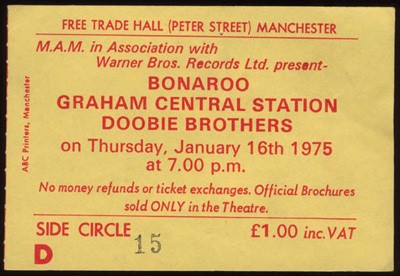 FREE TRADE HALL (PETER STREET) MANCHESTER
M.A.M. in Association with
Warner Bros. Records Ltd. present-
BONAROO
GRAHAM CENTRAL STATION
DOOBIE BROTHERS
on Thursday, January 16th 1975
at 7.00 p.m.
No money refunds or ticket exchanges. Official Brochures
sold ONLY in the Theatre.
SIDE CIRCLE 15 £1.00 inc. VAT
D
ABC Printers, Manchester